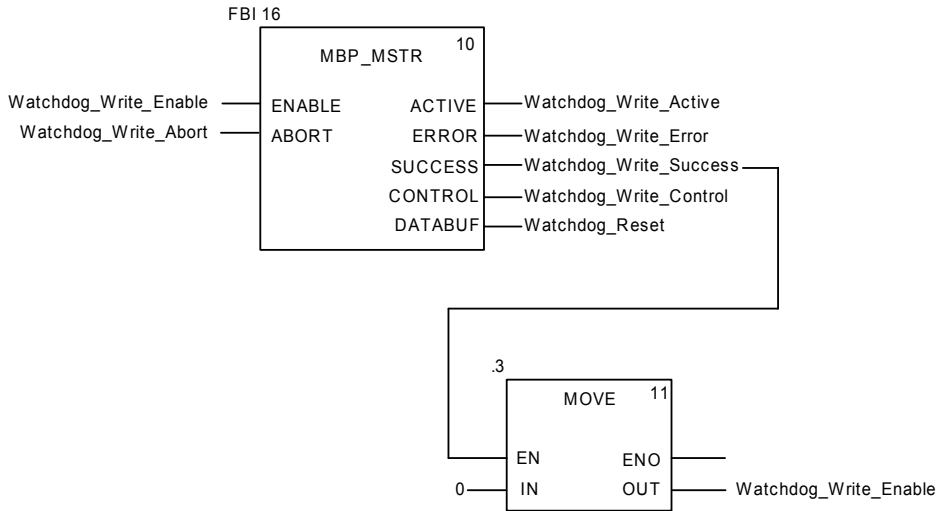 FBI 16
MBP_MSTR 10
Watchdog_Write_Enable ENABLE ACTIVE Watchdog_Write_Active
Watchdog_Write_Abort ABORT ERROR Watchdog_Write_Error
SUCCESS Watchdog_Write_Success
CONTROL Watchdog_Write_Control
DATABUF Watchdog_Reset
.3
MOVE 11
EN ENO
0 IN OUT Watchdog_Write_Enable